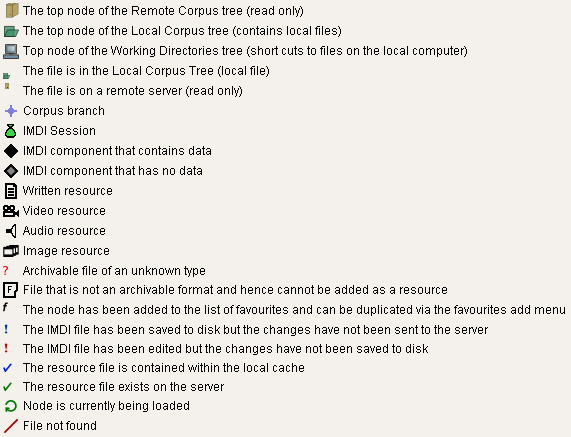 The top node of the Remote Corpus tree (read only)
The top node of the Local Corpus tree (contains local files)
Top node of the Working Directories tree (short cuts to files on the local computer)
The file is in the Local Corpus Tree (local file)
The file is on a remote server (read only)
Corpus branch
IMDI Session
IMDI component that contains data
IMDI component that has no data
Written resource
Video resource
Audio resource
Image resource
? Archivable file of an unknown type
F File that is not an archivable format and hence cannot be added as a resource
f The node has been added to the list of favourites and can be duplicated via the favourites add menu
! The IMDI file has been saved to disk but the changes have not been sent to the server
! The IMDI file has been edited but the changes have not been saved to disk
✓ The resource file is contained within the local cache
✓ The resource file exists on the server
Node is currently being loaded
File not found